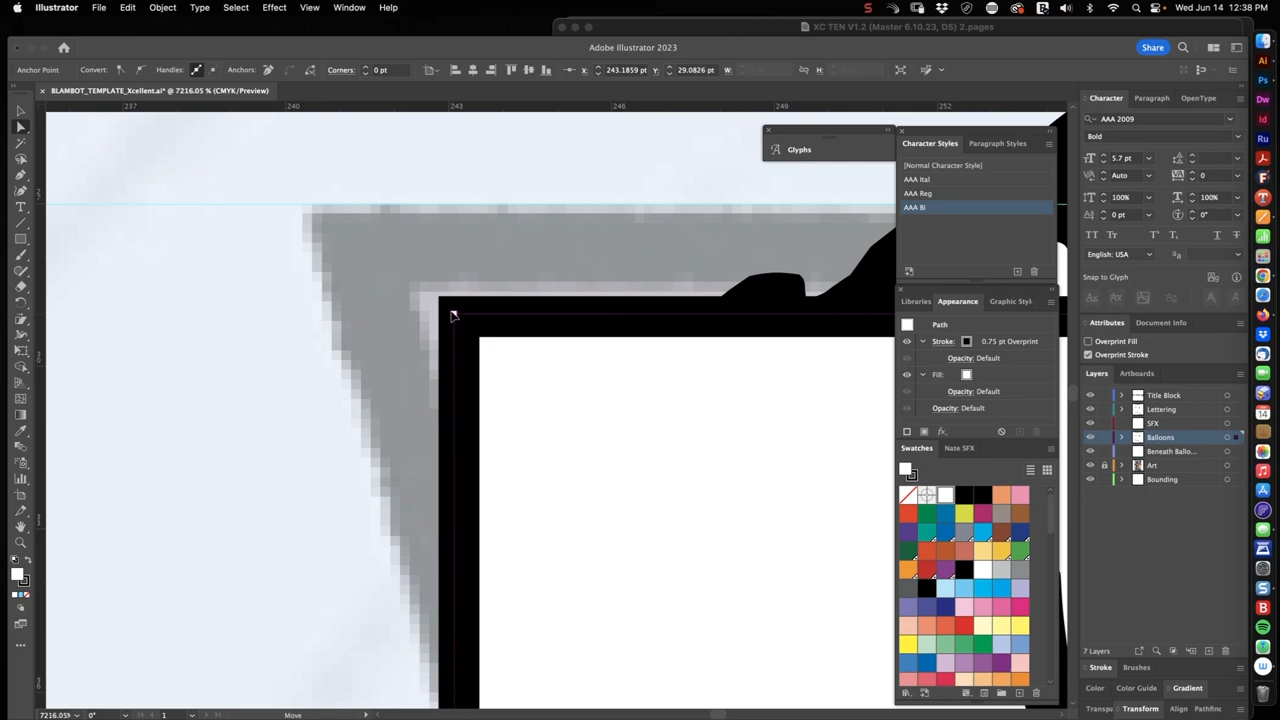 Illustrator File Edit Object Type Select Effect View Window Help Wed Jun 14 12:38 PM
XC TEN V1.2 (Master 6.10.23, DS) 2.pages
Adobe Illustrator 2023 Share
Anchor Point Convert: Handles: Anchors: Corners: 0 pt X: 243.1859 pt Y: 29.0826 pt W: H:
BLAMBOT_TEMPLATE_Xcellent.ai* @ 7216.05 % (CMYK/Preview)
237 240 243 246 249 252
Glyphs
Character Styles Paragraph Styles
[Normal Character Style]
AAA Ital
AAA Reg
AAA BI
Libraries Appearance Graphic Styl
Path
Stroke: 0.75 pt Overprint
Opacity: Default
Fill:
Opacity: Default
Opacity: Default
Swatches Nate SFX
Character Paragraph OpenType
AAA 2009
Bold
5.7 pt
Auto 0
100% 100%
0 pt 0°
English: USA
Snap to Glyph
Attributes Document Info
Overprint Fill
Overprint Stroke
Layers Artboards
Title Block
Lettering
SFX
Balloons
Beneath Ballo...
Art
Bounding
7 Layers
Stroke Brushes
Color Color Guide Gradient
Transpa Transform Align Pathfinc
7216.05% 0° 1 Move